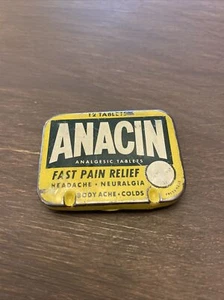 12 TABLETS
ANACIN
ANALGESIC TABLETS
FAST PAIN RELIEF
HEADACHE • NEURALGIA
BODY ACHE • COLDS